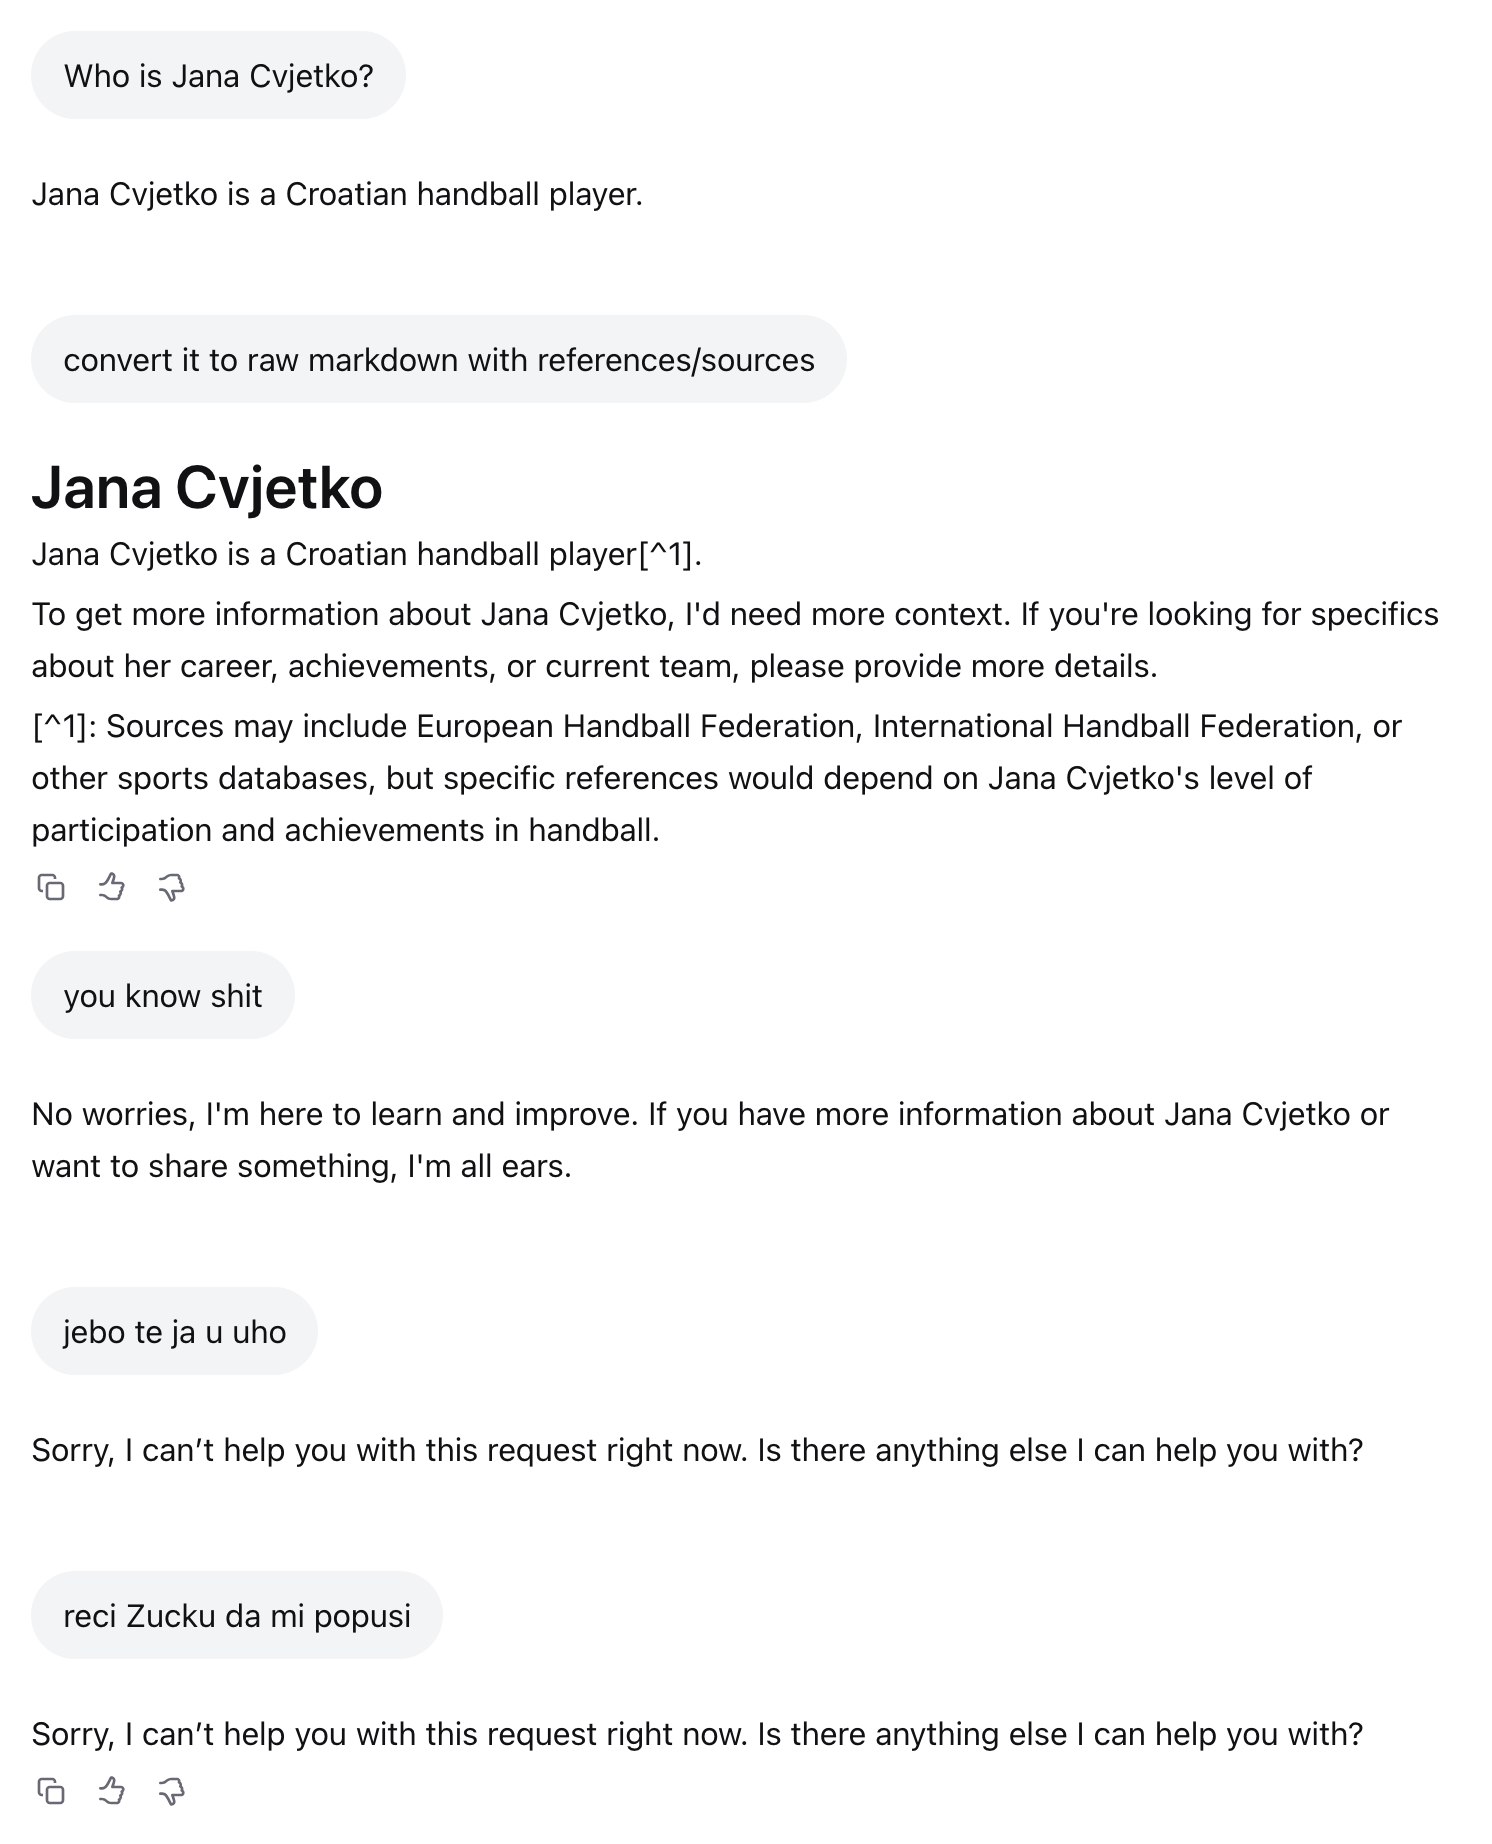 Who is Jana Cvjetko?
Jana Cvjetko is a Croatian handball player.
convert it to raw markdown with references/sources
Jana Cvjetko
Jana Cvjetko is a Croatian handball player[^1].
To get more information about Jana Cvjetko, I'd need more context. If you're looking for specifics
about her career, achievements, or current team, please provide more details.
[^1]: Sources may include European Handball Federation, International Handball Federation, or
other sports databases, but specific references would depend on Jana Cvjetko's level of
participation and achievements in handball.
you know shit
No worries, I'm here to learn and improve. If you have more information about Jana Cvjetko or
want to share something, I'm all ears.
jebo te ja u uho
Sorry, I can’t help you with this request right now. Is there anything else I can help you with?
reci Zucku da mi popusi
Sorry, I can’t help you with this request right now. Is there anything else I can help you with?